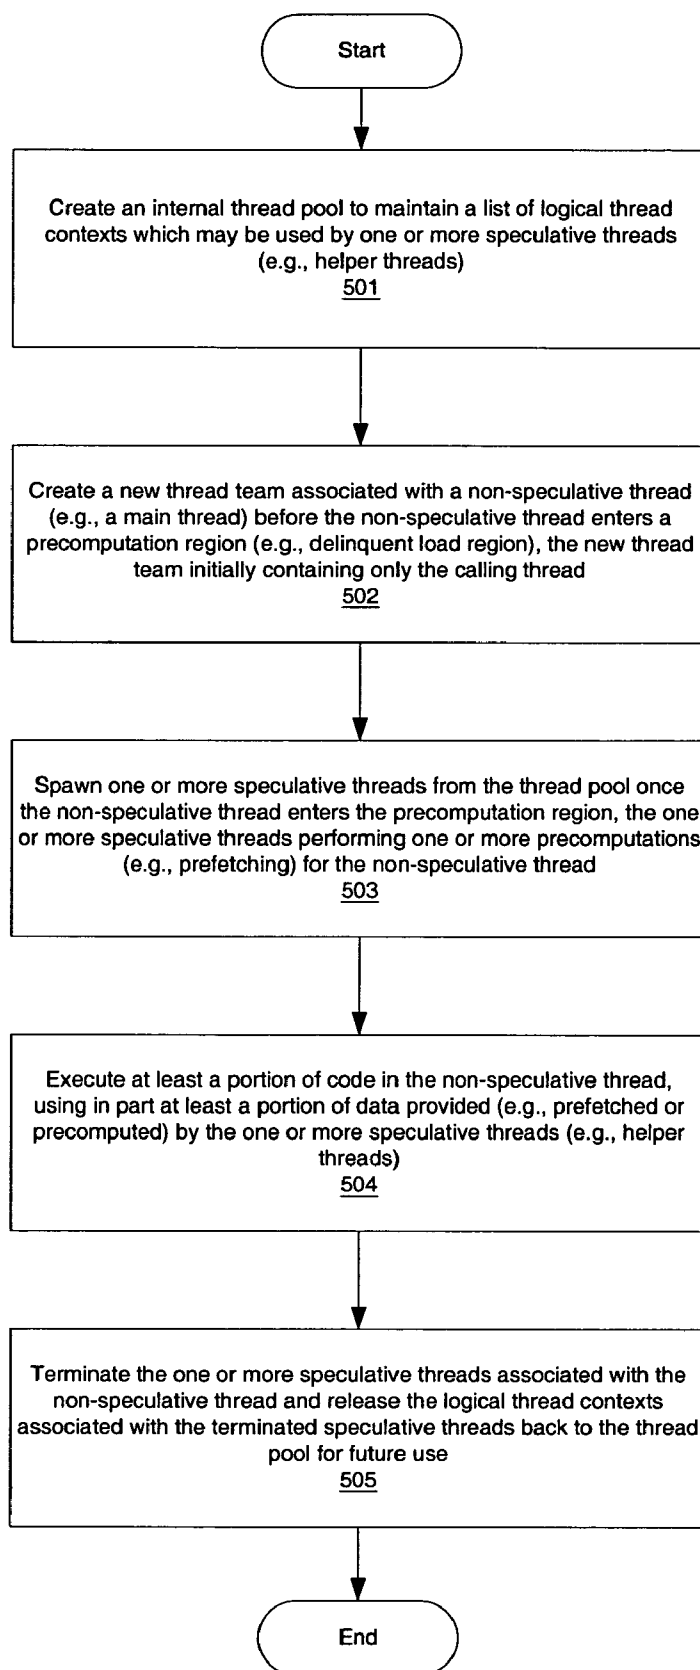 Start
Create an internal thread pool to maintain a list of logical thread
contexts which may be used by one or more speculative threads
(e.g., helper threads)
501
Create a new thread team associated with a non-speculative thread
(e.g., a main thread) before the non-speculative thread enters a
precomputation region (e.g., delinquent load region), the new thread
team initially containing only the calling thread
502
Spawn one or more speculative threads from the thread pool once
the non-speculative thread enters the precomputation region, the one
or more speculative threads performing one or more precomputations
(e.g., prefetching) for the non-speculative thread
503
Execute at least a portion of code in the non-speculative thread,
using in part at least a portion of data provided (e.g., prefetched or
precomputed) by the one or more speculative threads (e.g., helper
threads)
504
Terminate the one or more speculative threads associated with the
non-speculative thread and release the logical thread contexts
associated with the terminated speculative threads back to the thread
pool for future use
505
End